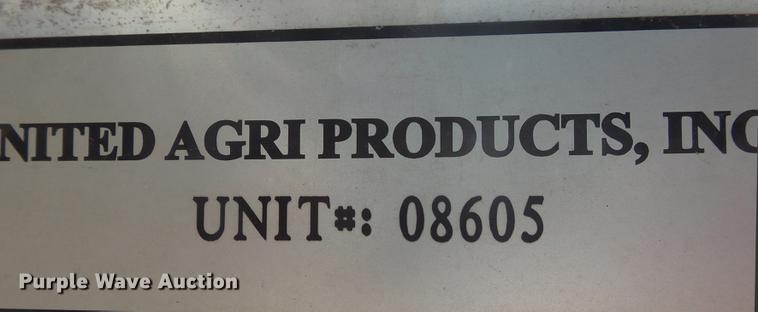 NITED AGRI PRODUCTS, INC
UNIT#: 08605
Purple Wave Auction